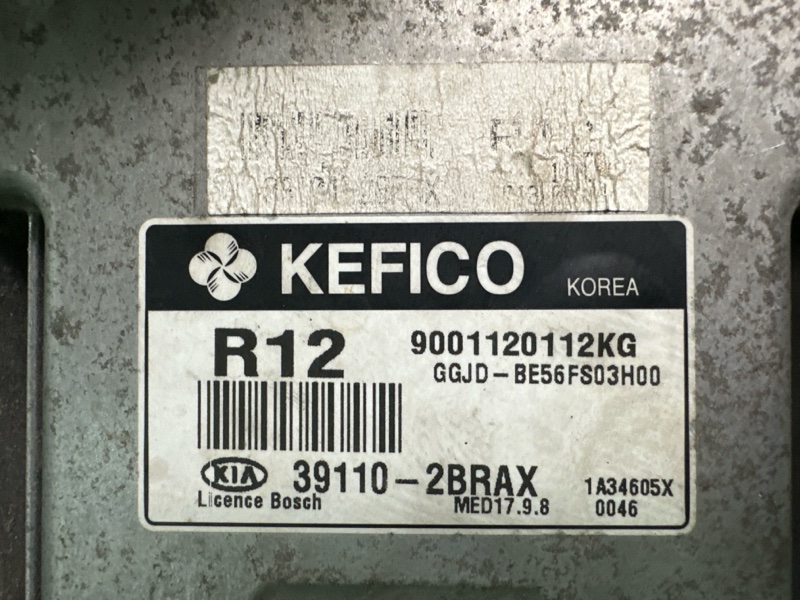 KEFICO
KOREA
R12
9001120112KG
GGJD-BE56FS03H00
KIA
39110-2BRAX
1A34605X
Licence Bosch
MED17.9.8
0046